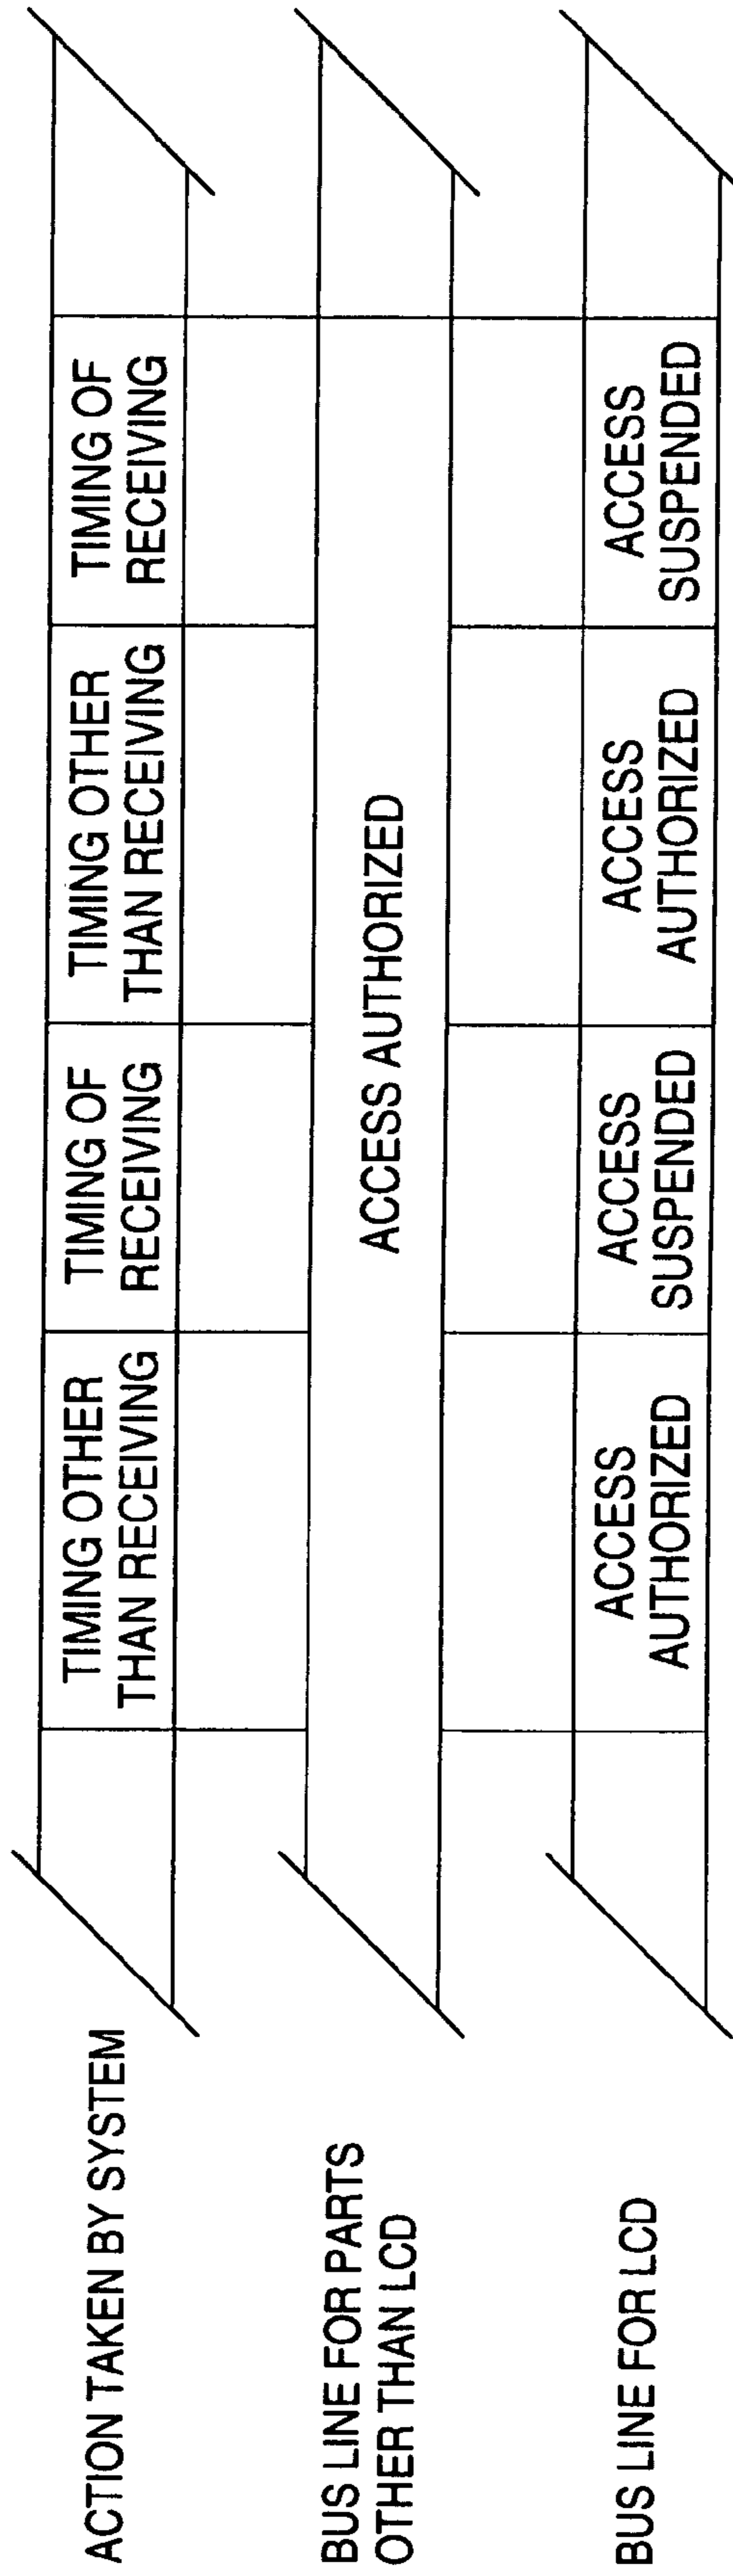 ACTION TAKEN BY SYSTEM
TIMING OTHER
THAN RECEIVING
TIMING OF
RECEIVING
TIMING OTHER
THAN RECEIVING
TIMING OF
RECEIVING
BUS LINE FOR PARTS
OTHER THAN LCD
ACCESS AUTHORIZED
BUS LINE FOR LCD
ACCESS
AUTHORIZED
ACCESS
SUSPENDED
ACCESS
AUTHORIZED
ACCESS
SUSPENDED